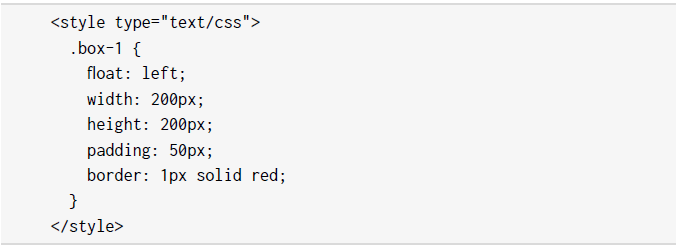 <style type="text/css">
.box-1 {
float: left;
width: 200px;
height: 200px;
padding: 50px;
border: 1px solid red;
}
</style>